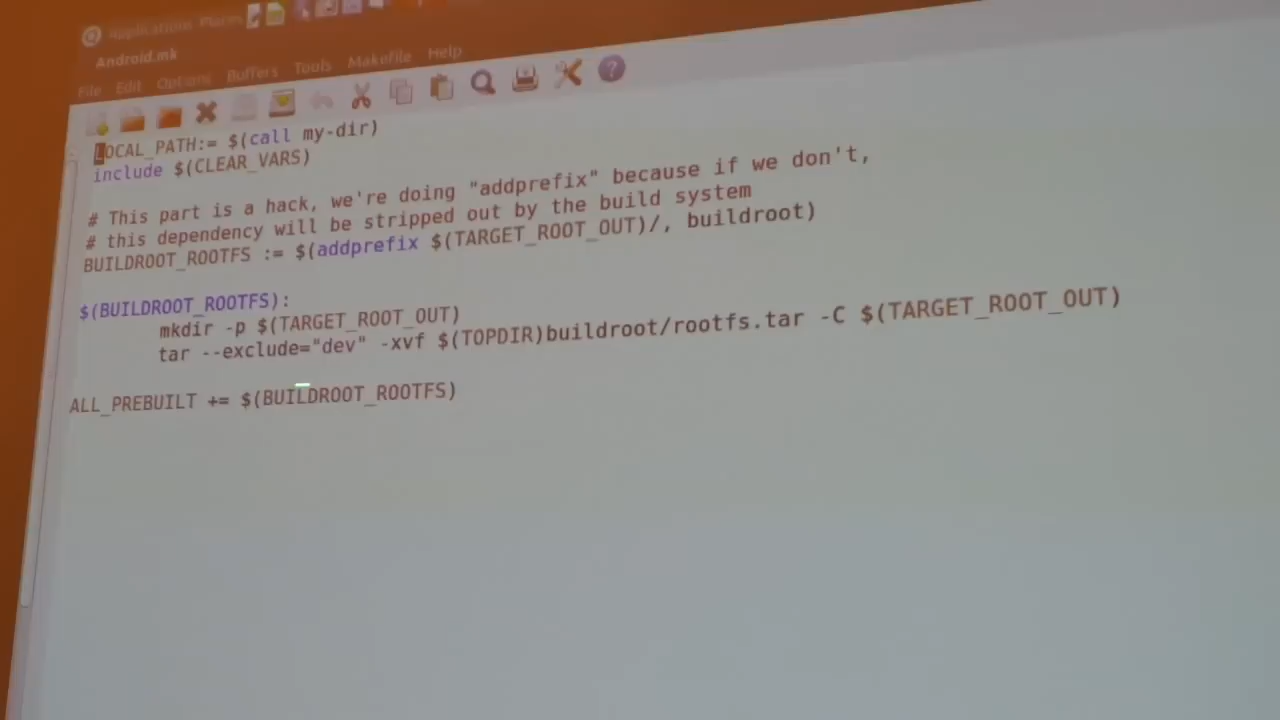 Applications Places
Android.mk
File Edit Options Buffers Tools Makefile Help
LOCAL_PATH:= $(call my-dir)
include $(CLEAR_VARS)
# This part is a hack, we're doing "addprefix" because if we don't,
# this dependency will be stripped out by the build system
BUILDROOT_ROOTFS := $(addprefix $(TARGET_ROOT_OUT)/, buildroot)
$(BUILDROOT_ROOTFS):
mkdir -p $(TARGET_ROOT_OUT)
tar --exclude="dev" -xvf $(TOPDIR)buildroot/rootfs.tar -C $(TARGET_ROOT_OUT)
ALL_PREBUILT += $(BUILDROOT_ROOTFS)